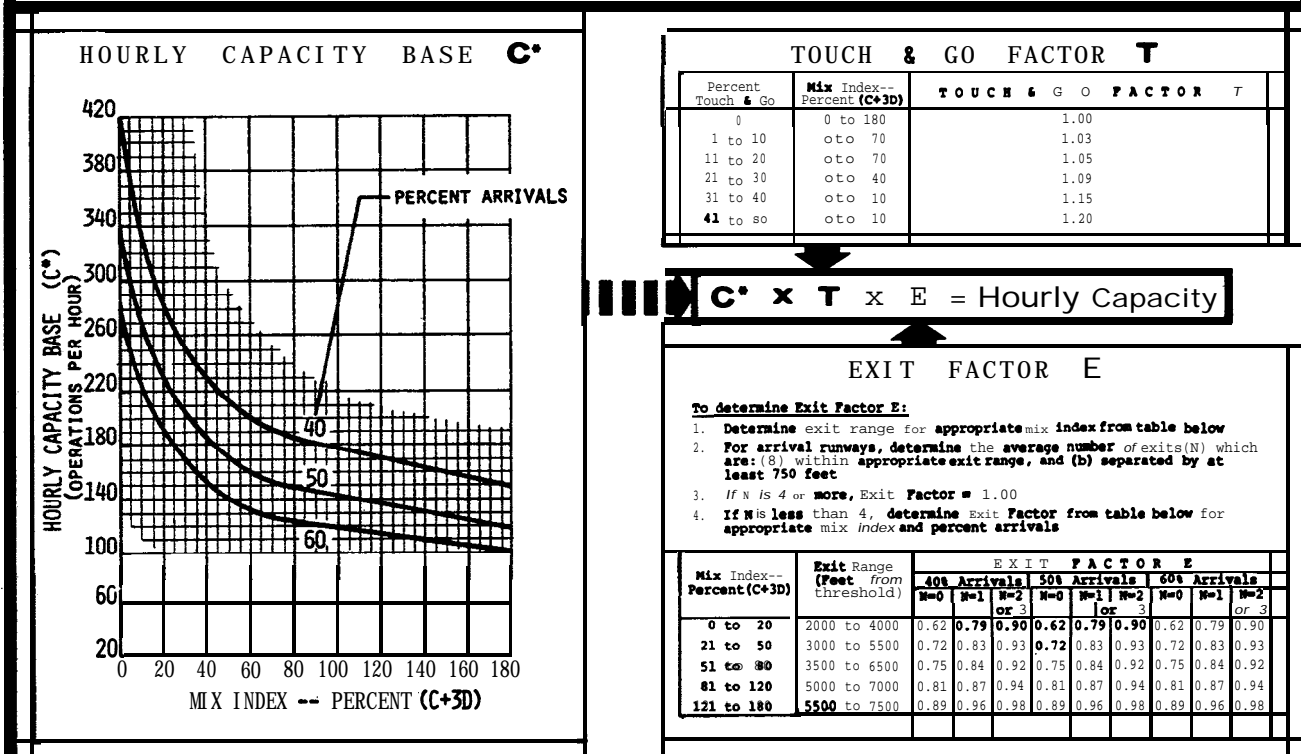 HOURLY CAPACITY BASE C*
420
380
340
300
260
220
180
140
100
60
20
HOURLY CAPACITY BASE (C*)
(OPERATIONS PER HOUR)
PERCENT ARRIVALS
40
50
60
0 20 40 60 80 100 120 140 160 180
MIX INDEX -- PERCENT (C+3D)
TOUCH & GO FACTOR T
Percent Touch & Go
Mix Index-- Percent (C+3D)
TOUCH & GO FACTOR T
0 0 to 180 1.00
1 to 10 oto 70 1.03
11 to 20 oto 70 1.05
21 to 30 oto 40 1.09
31 to 40 oto 10 1.15
41 to so oto 10 1.20
C* x T x E = Hourly Capacity
EXIT FACTOR E
To determine Exit Factor E:
1. Determine exit range for appropriate mix index from table below
2. For arrival runways, determine the average number of exits(N) which
are: (8) within appropriate exit range, and (b) separated by at
least 750 feet
3. If N is 4 or more, Exit Factor = 1.00
4. If N is less than 4, determine Exit Factor from table below for
appropriate mix index and percent arrivals
Mix Index-- Percent(C+3D)
Exit Range (Feet from threshold)
EXIT FACTOR E
40% Arrivals 50% Arrivals 60% Arrivals
N=0 N=1 N=2 or 3 N=0 N=1 N=2 or 3 N=0 N=1 N=2 or 3
0 to 20 2000 to 4000 0.62 0.79 0.90 0.62 0.79 0.90 0.62 0.79 0.90
21 to 50 3000 to 5500 0.72 0.83 0.93 0.72 0.83 0.93 0.72 0.83 0.93
51 to 80 3500 to 6500 0.75 0.84 0.92 0.75 0.84 0.92 0.75 0.84 0.92
81 to 120 5000 to 7000 0.81 0.87 0.94 0.81 0.87 0.94 0.81 0.87 0.94
121 to 180 5500 to 7500 0.89 0.96 0.98 0.89 0.96 0.98 0.89 0.96 0.98